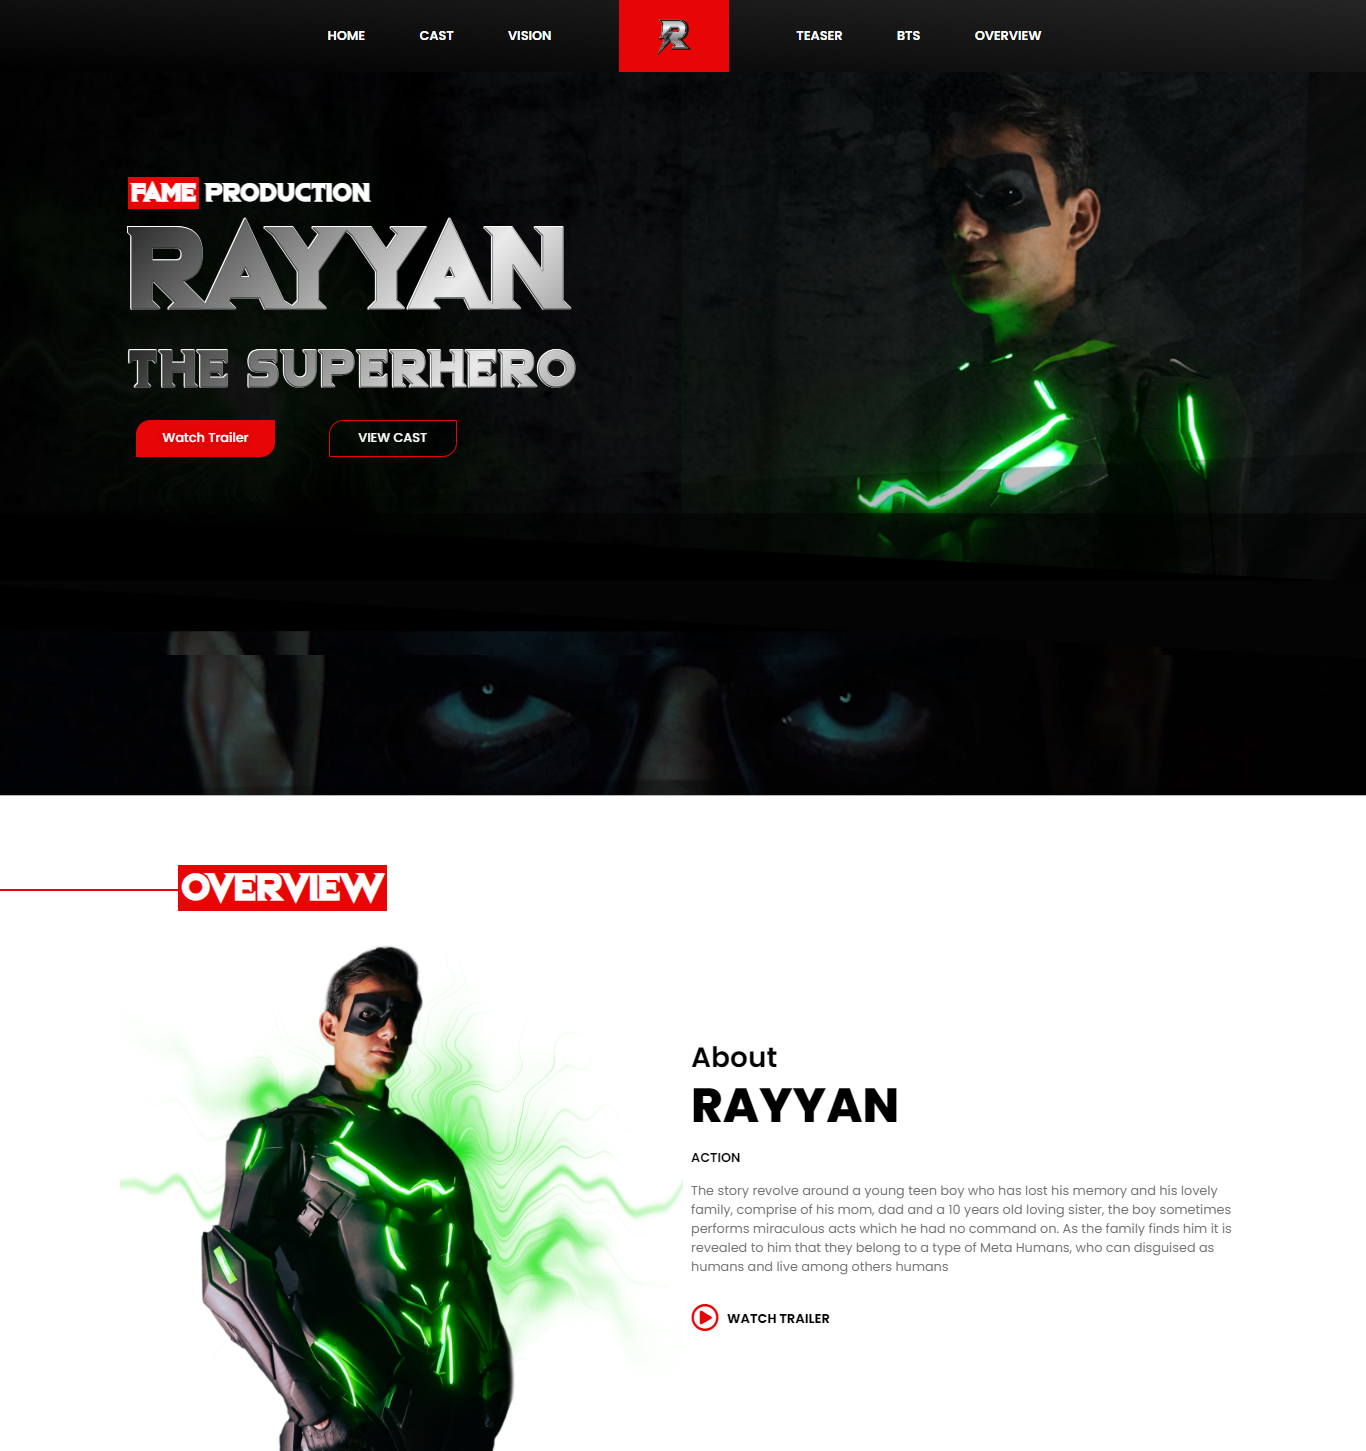 HOME CAST VISION R TEASER BTS OVERVIEW
FAME PRODUCTION
RAYYAN
THE SUPERHERO
Watch Trailer VIEW CAST
OVERVIEW
About
RAYYAN
ACTION
The story revolve around a young teen boy who has lost his memory and his lovely
family, comprise of his mom, dad and a 10 years old loving sister, the boy sometimes
performs miraculous acts which he had no command on. As the family finds him it is
revealed to him that they belong to a type of Meta Humans, who can disguised as
humans and live among others humans
WATCH TRAILER